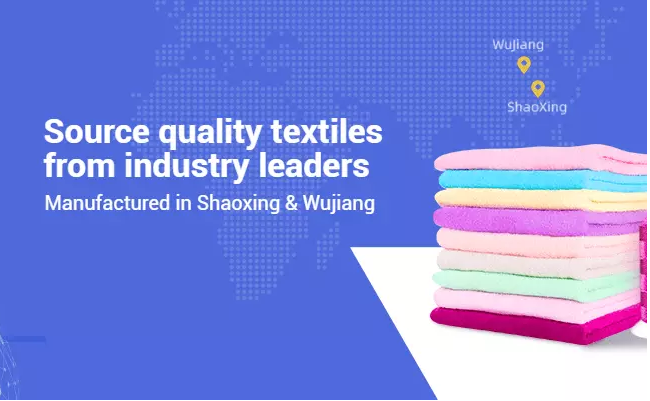 WuJiang
ShaoXing
Source quality textiles
from industry leaders
Manufactured in Shaoxing & Wujiang